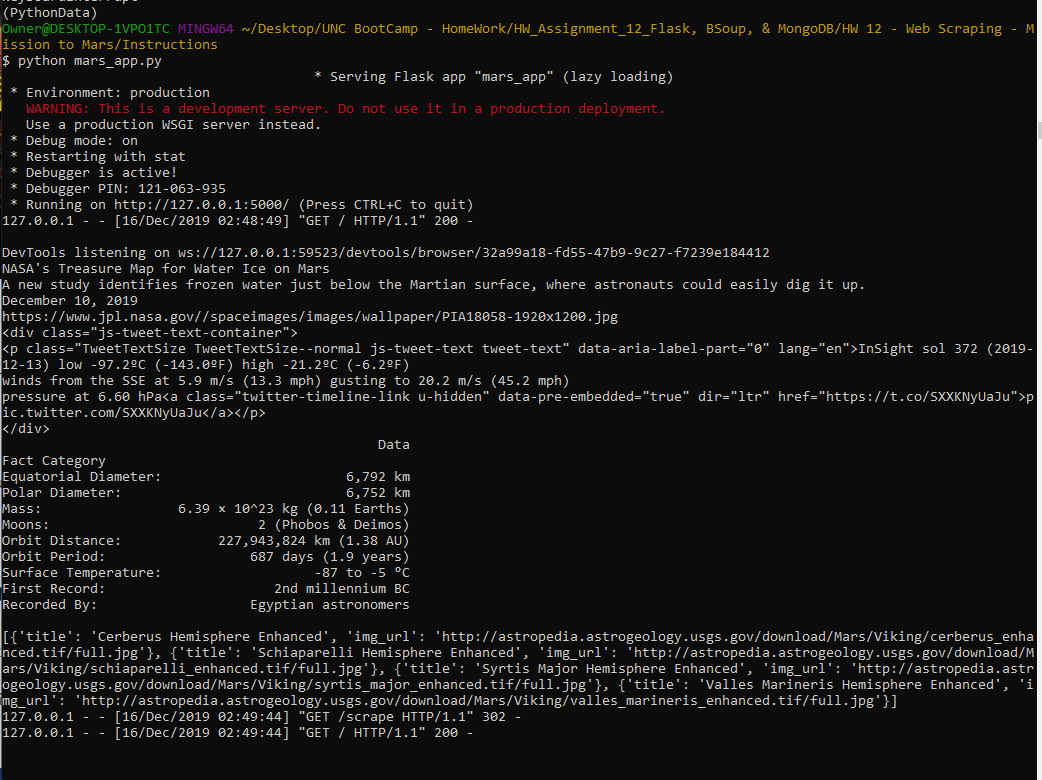 (PythonData)
Owner@DESKTOP-1VPO1TC MINGW64 ~/Desktop/UNC BootCamp - HomeWork/HW_Assignment_12_Flask, BSoup, & MongoDB/HW 12 - Web Scraping - M
ission to Mars/Instructions
$ python mars_app.py
* Serving Flask app "mars_app" (lazy loading)
* Environment: production
WARNING: This is a development server. Do not use it in a production deployment.
Use a production WSGI server instead.
* Debug mode: on
* Restarting with stat
* Debugger is active!
* Debugger PIN: 121-063-935
* Running on http://127.0.0.1:5000/ (Press CTRL+C to quit)
127.0.0.1 - - [16/Dec/2019 02:48:49] "GET / HTTP/1.1" 200 -
DevTools listening on ws://127.0.0.1:59523/devtools/browser/32a99a18-fd55-47b9-9c27-f7239e184412
NASA's Treasure Map for Water Ice on Mars
A new study identifies frozen water just below the Martian surface, where astronauts could easily dig it up.
December 10, 2019
https://www.jpl.nasa.gov//spaceimages/images/wallpaper/PIA18058-1920x1200.jpg
<div class="js-tweet-text-container">
<p class="TweetTextSize TweetTextSize--normal js-tweet-text tweet-text" data-aria-label-part="0" lang="en">InSight sol 372 (2019-
12-13) low -97.2ºC (-143.0ºF) high -21.2ºC (-6.2ºF)
winds from the SSE at 5.9 m/s (13.3 mph) gusting to 20.2 m/s (45.2 mph)
pressure at 6.60 hPa<a class="twitter-timeline-link u-hidden" data-pre-embedded="true" dir="ltr" href="https://t.co/SXXKNyUaJu">p
ic.twitter.com/SXXKNyUaJu</a></p>
</div>
Data
Fact Category
Equatorial Diameter: 6,792 km
Polar Diameter: 6,752 km
Mass: 6.39 × 10^23 kg (0.11 Earths)
Moons: 2 (Phobos & Deimos)
Orbit Distance: 227,943,824 km (1.38 AU)
Orbit Period: 687 days (1.9 years)
Surface Temperature: -87 to -5 °C
First Record: 2nd millennium BC
Recorded By: Egyptian astronomers
[{'title': 'Cerberus Hemisphere Enhanced', 'img_url': 'http://astropedia.astrogeology.usgs.gov/download/Mars/Viking/cerberus_enha
nced.tif/full.jpg'}, {'title': 'Schiaparelli Hemisphere Enhanced', 'img_url': 'http://astropedia.astrogeology.usgs.gov/download/M
ars/Viking/schiaparelli_enhanced.tif/full.jpg'}, {'title': 'Syrtis Major Hemisphere Enhanced', 'img_url': 'http://astropedia.astr
ogeology.usgs.gov/download/Mars/Viking/syrtis_major_enhanced.tif/full.jpg'}, {'title': 'Valles Marineris Hemisphere Enhanced', 'i
mg_url': 'http://astropedia.astrogeology.usgs.gov/download/Mars/Viking/valles_marineris_enhanced.tif/full.jpg'}]
127.0.0.1 - - [16/Dec/2019 02:49:44] "GET /scrape HTTP/1.1" 302 -
127.0.0.1 - - [16/Dec/2019 02:49:44] "GET / HTTP/1.1" 200 -